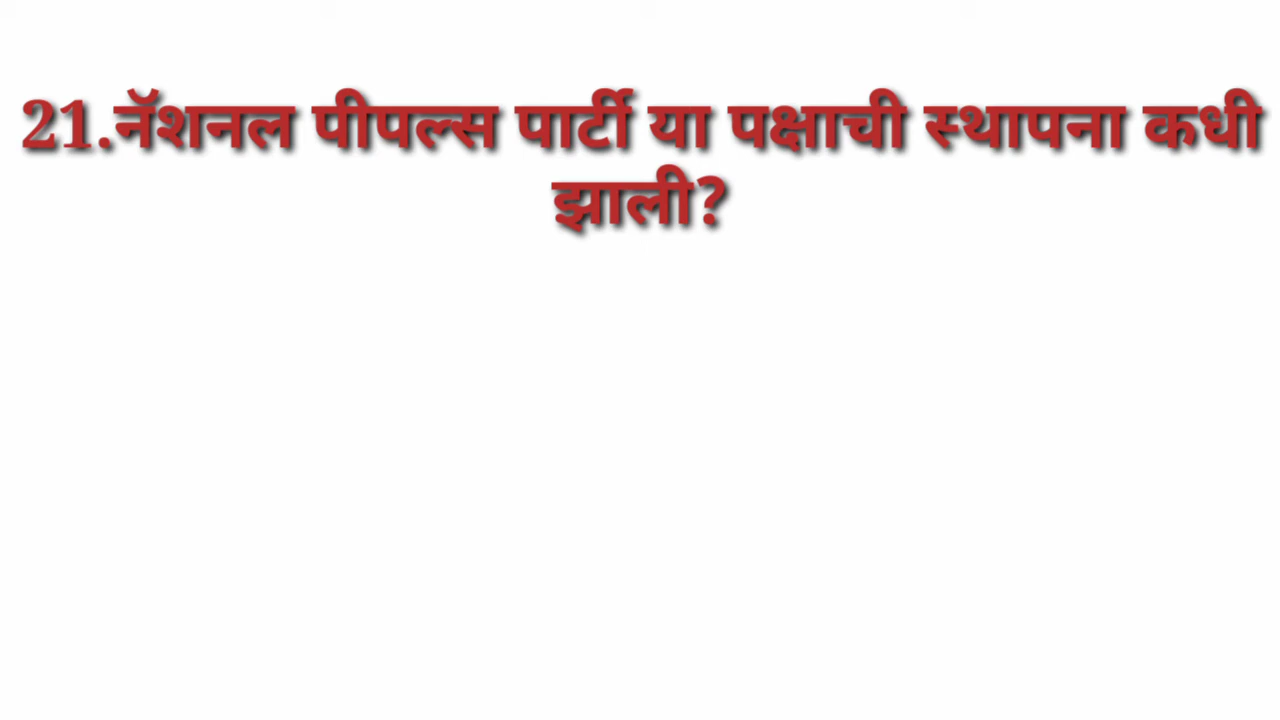 21.नॅशनल पीपल्स पार्टी या पक्षाची स्थापना कधी
झाली?